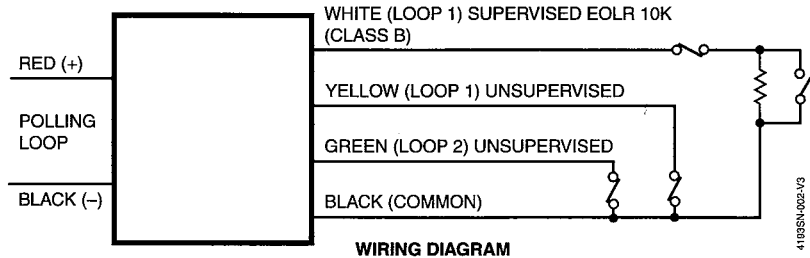 WHITE (LOOP 1) SUPERVISED EOLR 10K
(CLASS B)
RED (+)
YELLOW (LOOP 1) UNSUPERVISED
POLLING
LOOP
GREEN (LOOP 2) UNSUPERVISED
BLACK (–)
BLACK (COMMON)
WIRING DIAGRAM
4193SN-002-V3